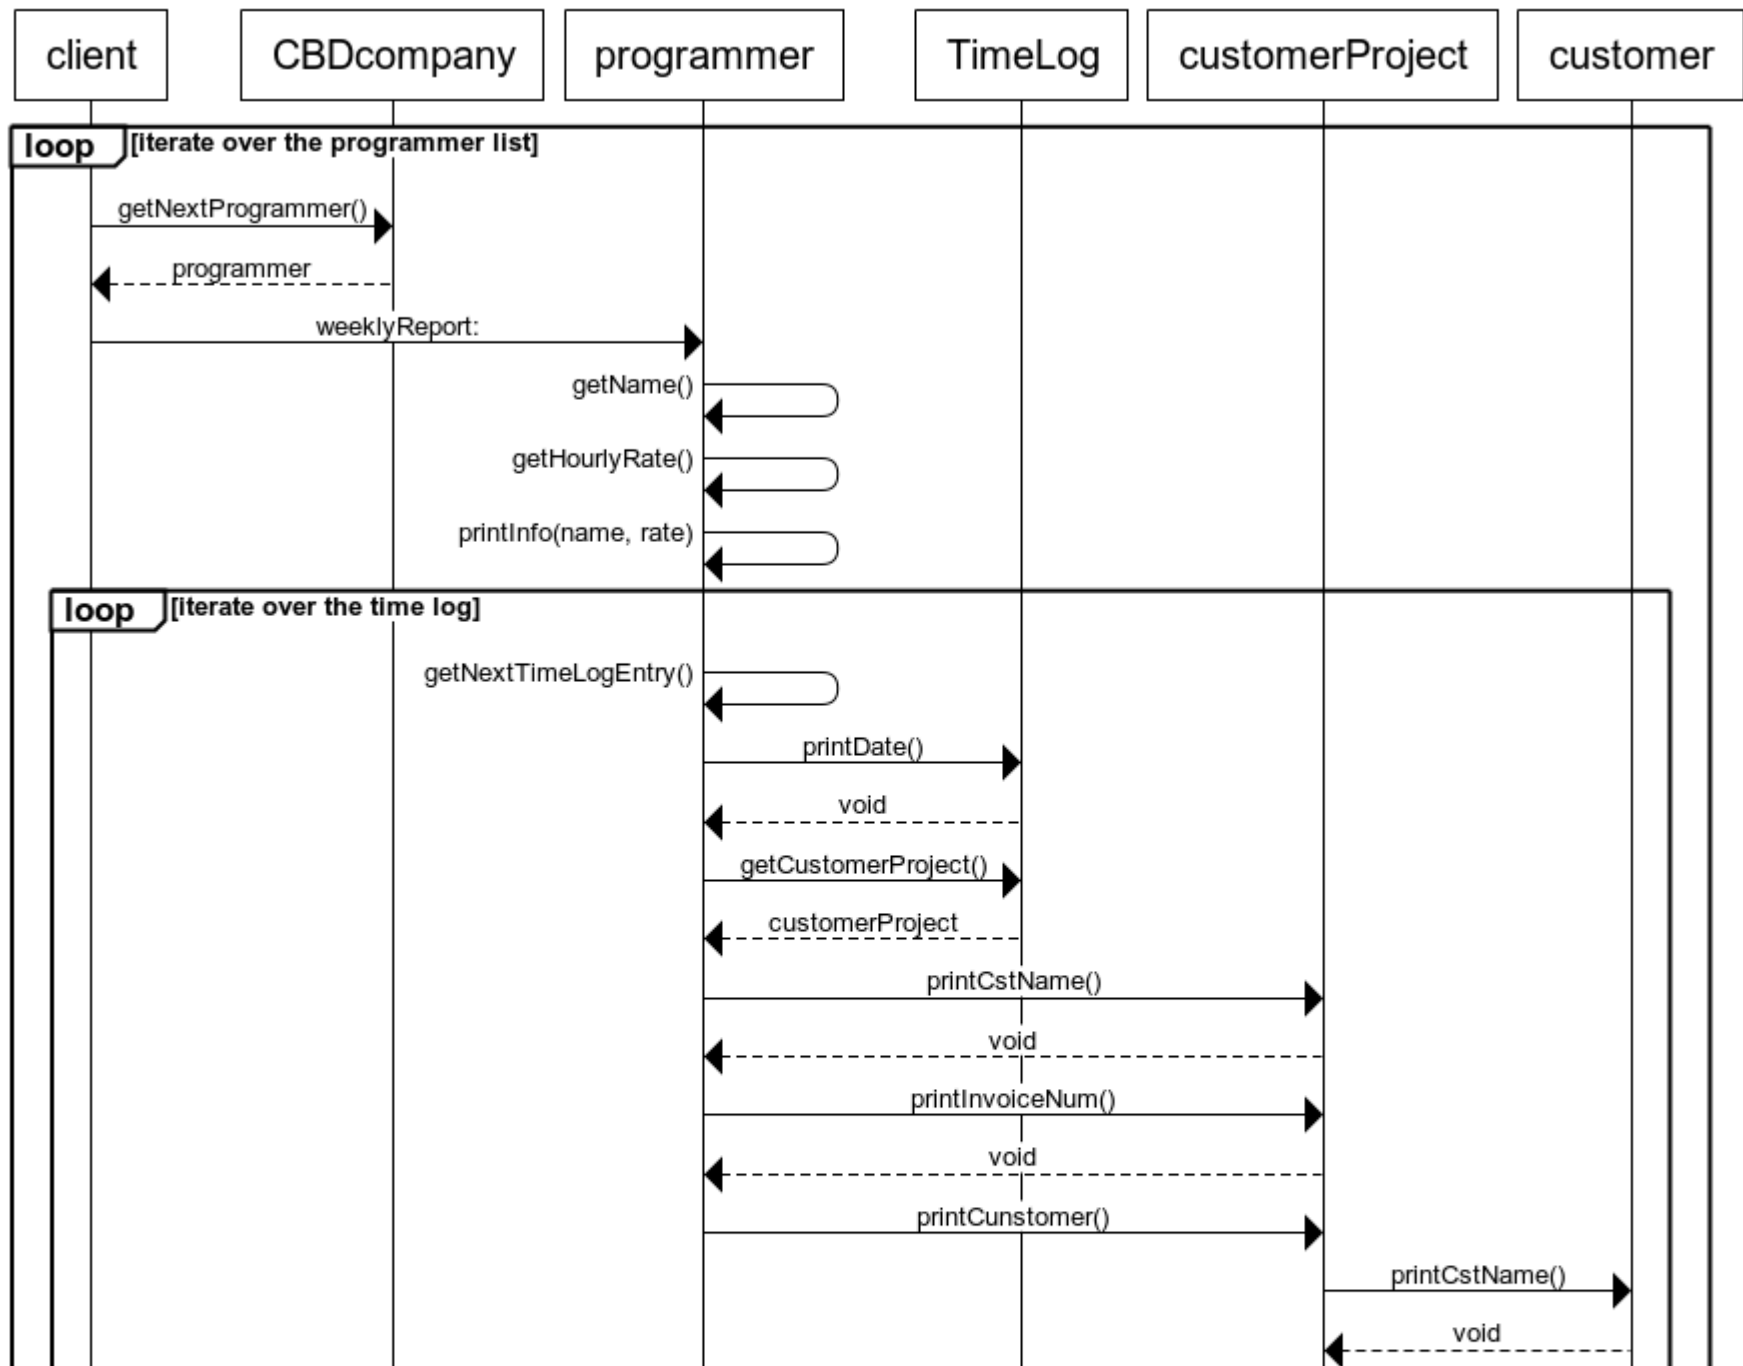 client
CBDcompany
programmer
TimeLog
customerProject
customer
loop [iterate over the programmer list]
getNextProgrammer()
programmer
weeklyReport:
getName()
getHourlyRate()
printInfo(name, rate)
loop [iterate over the time log]
getNextTimeLogEntry()
printDate()
void
getCustomerProject()
customerProject
printCstName()
void
printInvoiceNum()
void
printCunstomer()
printCstName()
void